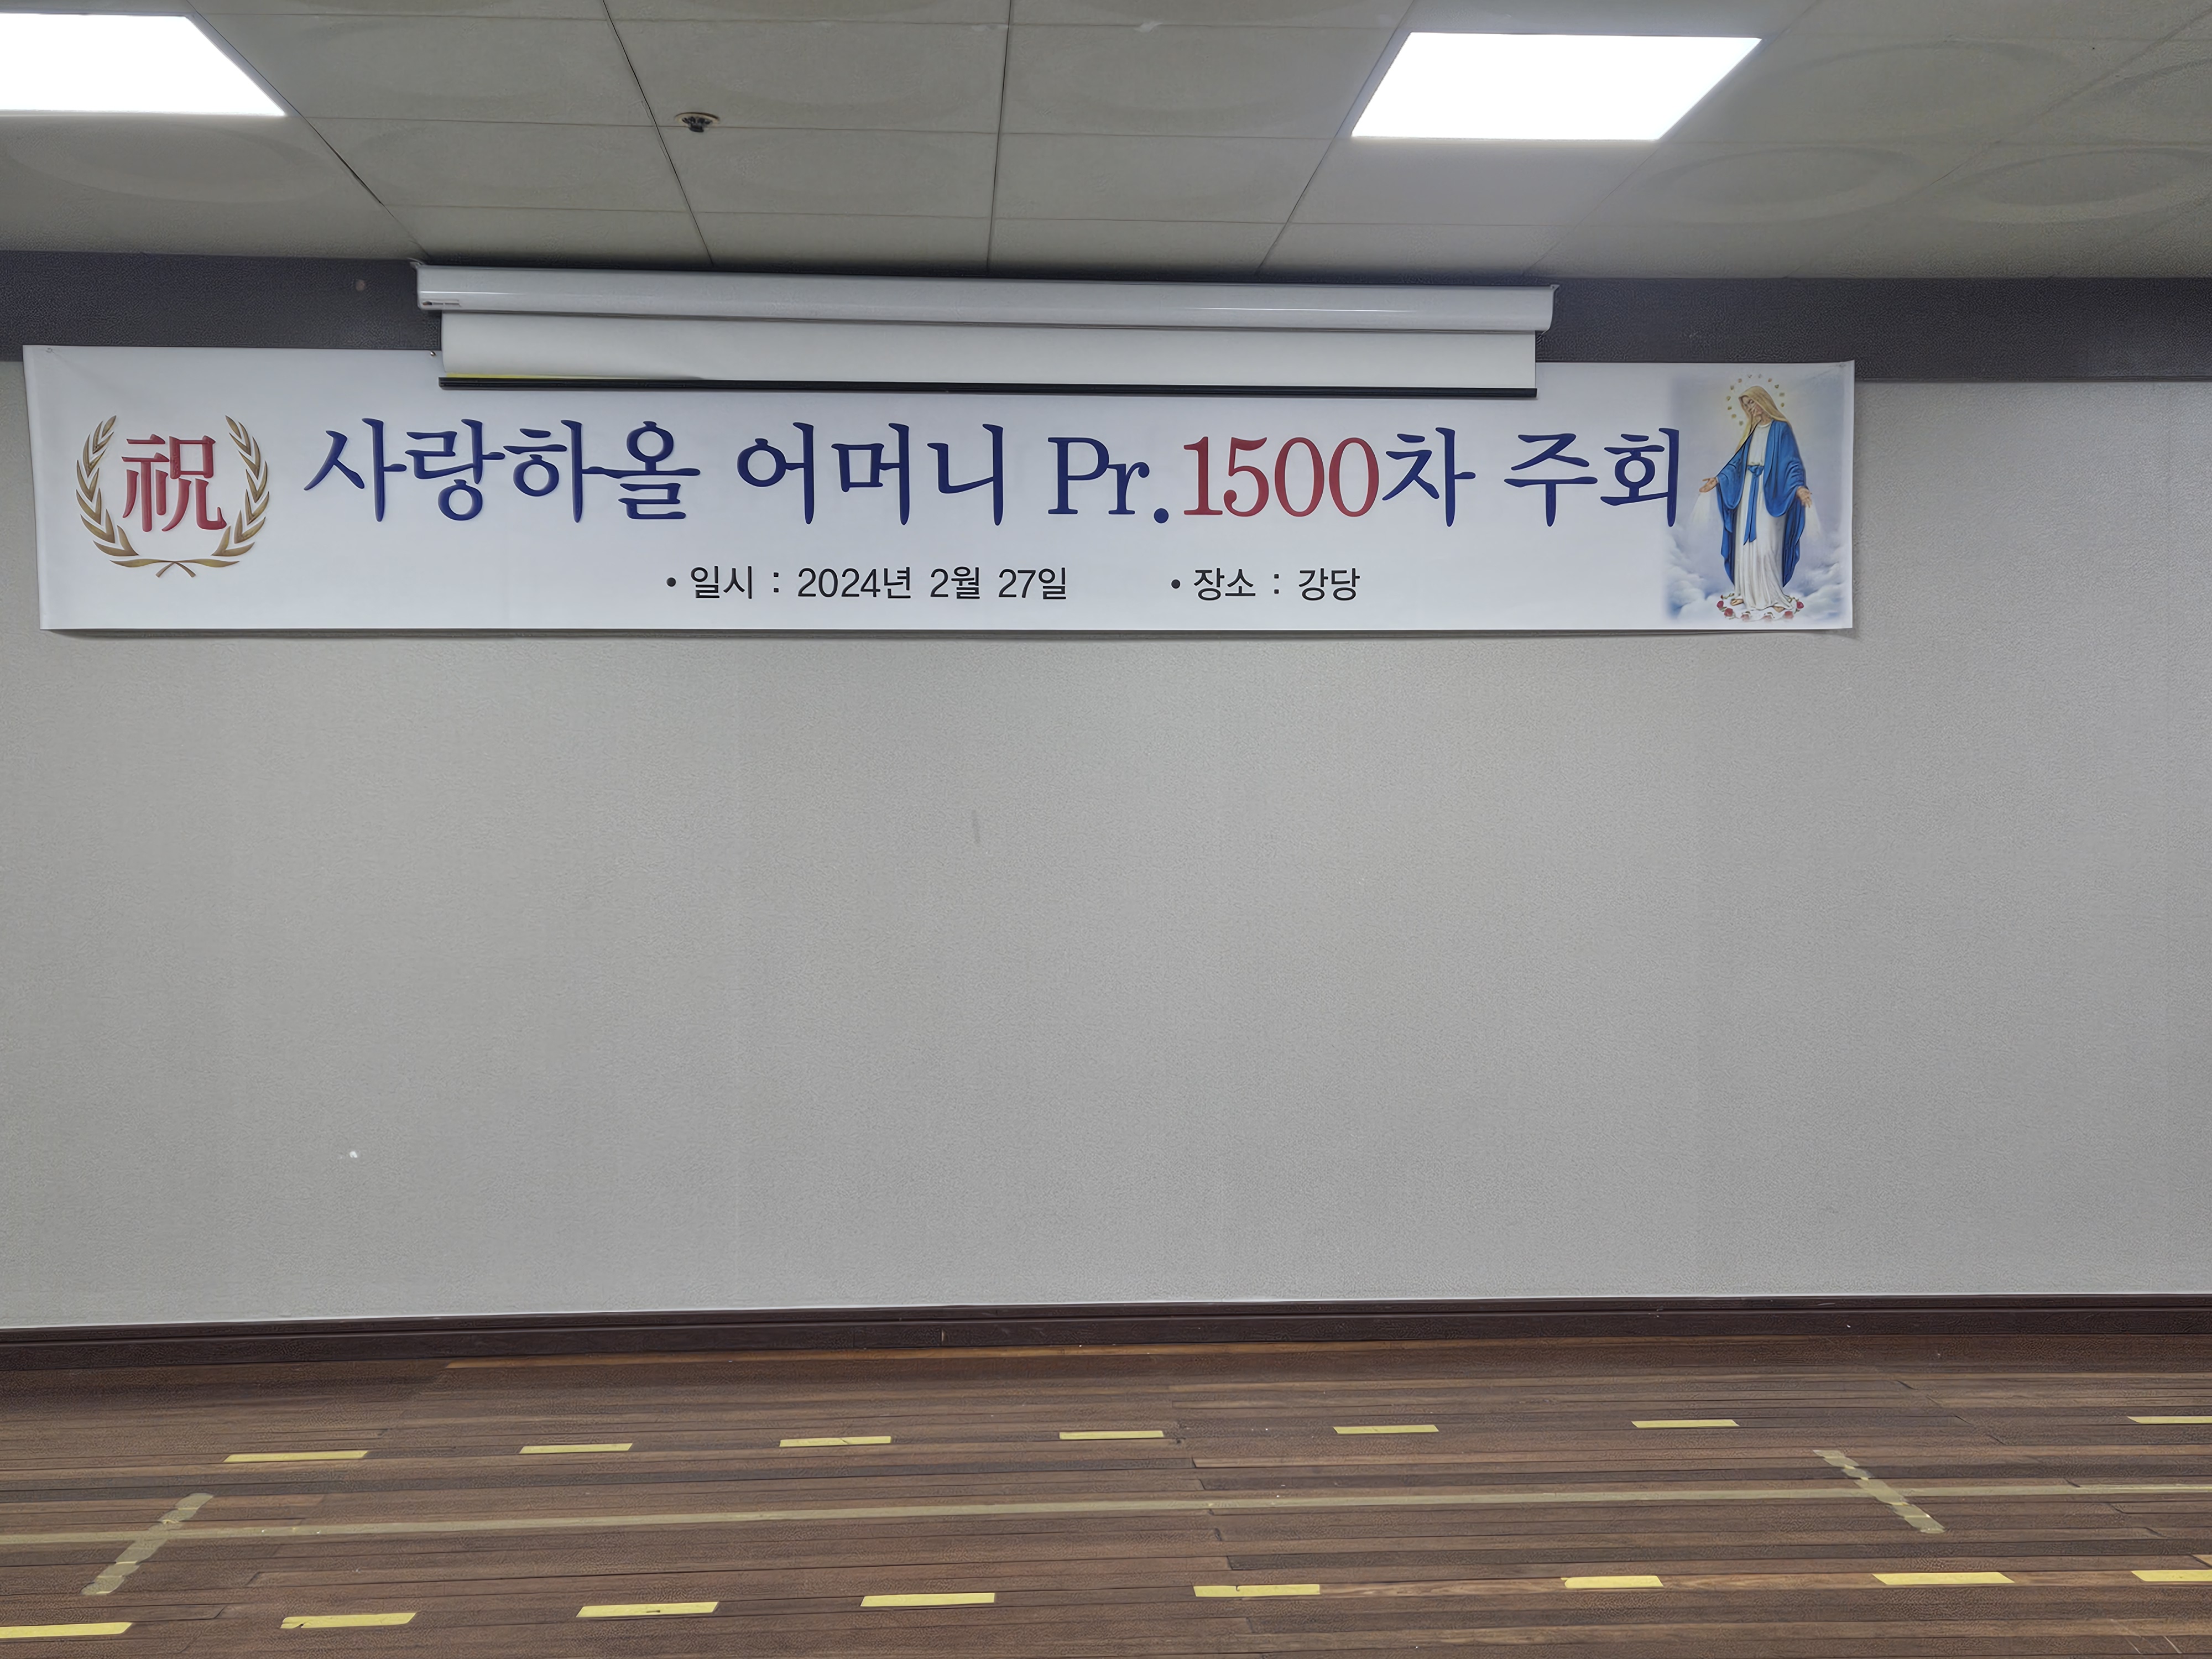 祝 사랑하올 어머니 Pr.1500차 주회
• 일시 : 2024년 2월 27일 • 장소 : 강당